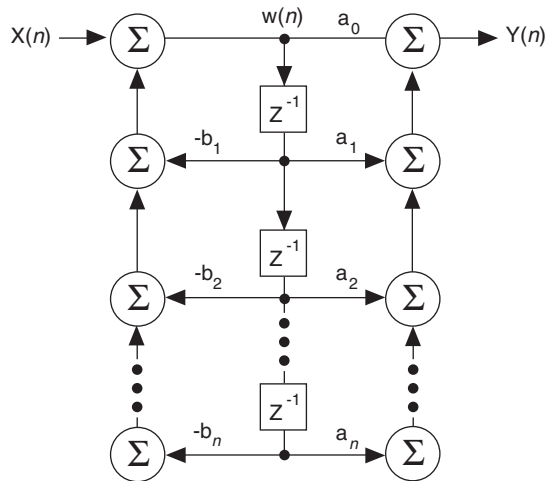 X(n) Σ w(n) a0 Σ Y(n)
Z-1
Σ -b1 a1 Σ
Z-1
Σ -b2 a2 Σ
Z-1
Σ -bn an Σ